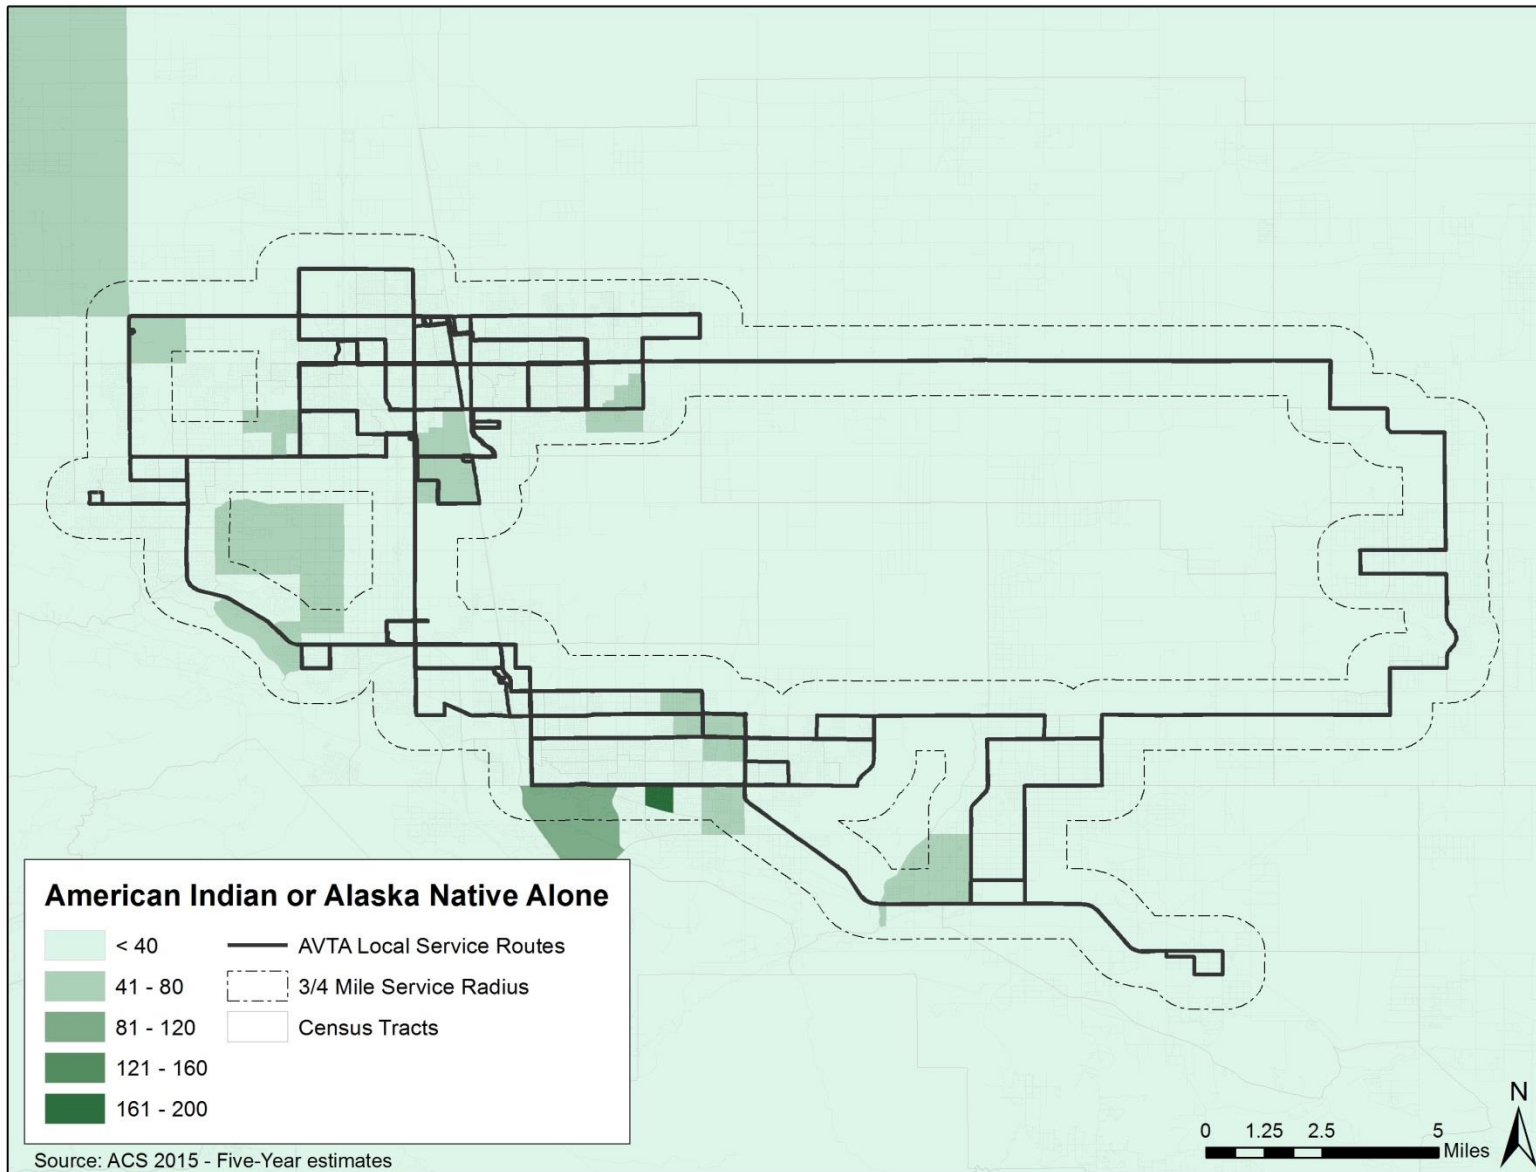 American Indian or Alaska Native Alone
< 40
41 - 80
81 - 120
121 - 160
161 - 200
AVTA Local Service Routes
3/4 Mile Service Radius
Census Tracts
Source: ACS 2015 - Five-Year estimates
0 1.25 2.5 5
Miles
N